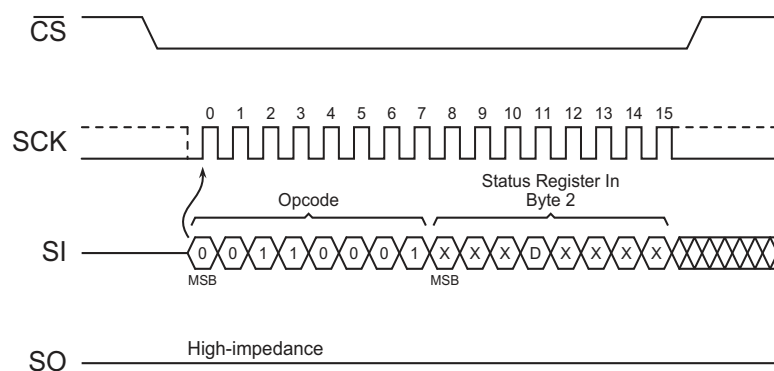 CS
0 1 2 3 4 5 6 7 8 9 10 11 12 13 14 15
SCK
Status Register In
Byte 2
Opcode
SI
0 0 1 1 0 0 0 1 X X X D X X X X
MSB MSB
High-impedance
SO